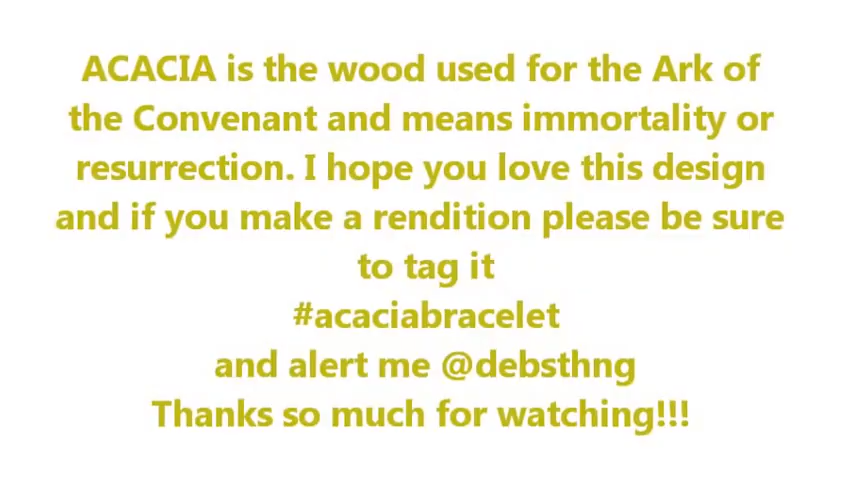 ACACIA is the wood used for the Ark of
the Convenant and means immortality or
resurrection. I hope you love this design
and if you make a rendition please be sure
to tag it
#acaciabracelet
and alert me @debsthng
Thanks so much for watching!!!